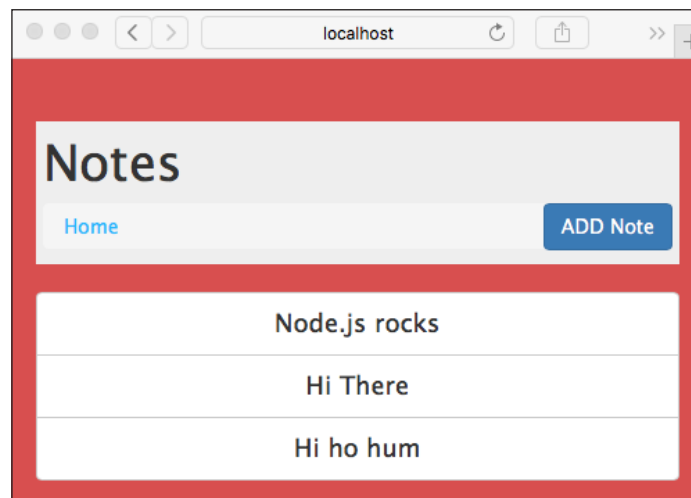 localhost
Notes
Home ADD Note
Node.js rocks
Hi There
Hi ho hum